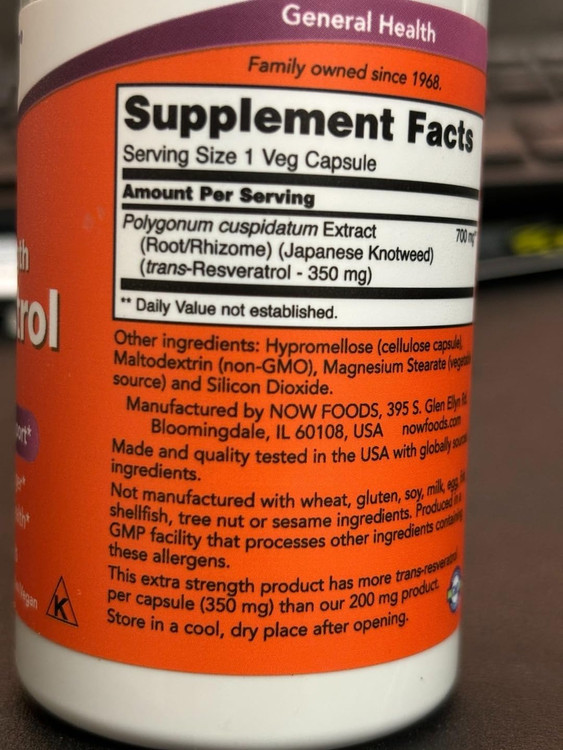 General Health
Family owned since 1968.
Supplement Facts
Serving Size 1 Veg Capsule
Amount Per Serving
Polygonum cuspidatum Extract 700 mg**
(Root/Rhizome) (Japanese Knotweed)
(trans-Resveratrol - 350 mg)
** Daily Value not established.
Other ingredients: Hypromellose (cellulose capsule),
Maltodextrin (non-GMO), Magnesium Stearate (vegetable
source) and Silicon Dioxide.
Manufactured by NOW FOODS, 395 S. Glen Ellyn Rd.
Bloomingdale, IL 60108, USA nowfoods.com
Made and quality tested in the USA with globally sourced
ingredients.
Not manufactured with wheat, gluten, soy, milk, egg,
shellfish, tree nut or sesame ingredients. Produced in a
GMP facility that processes other ingredients containing
these allergens.
This extra strength product has more trans-resveratrol
per capsule (350 mg) than our 200 mg product.
Store in a cool, dry place after opening.
K